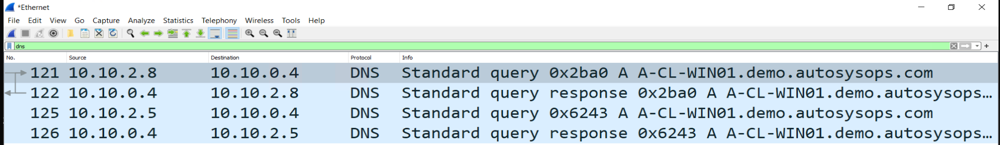 *Ethernet
File Edit View Go Capture Analyze Statistics Telephony Wireless Tools Help
dns
No. Source Destination Protocol Info
121 10.10.2.8 10.10.0.4 DNS Standard query 0x2ba0 A A-CL-WIN01.demo.autosysops.com
122 10.10.0.4 10.10.2.8 DNS Standard query response 0x2ba0 A A-CL-WIN01.demo.autosysops…
125 10.10.2.5 10.10.0.4 DNS Standard query 0x6243 A A-CL-WIN01.demo.autosysops.com
126 10.10.0.4 10.10.2.5 DNS Standard query response 0x6243 A A-CL-WIN01.demo.autosysops…